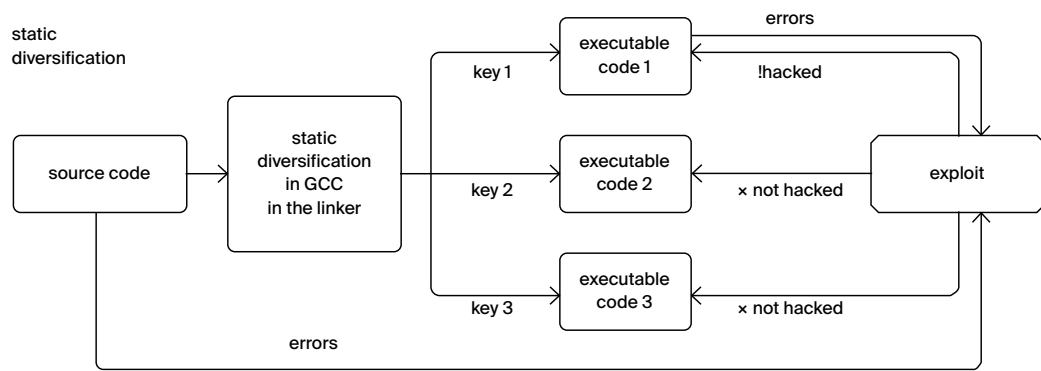 static
diversification
errors
executable
code 1
key 1
!hacked
source code
static
diversification
in GCC
in the linker
executable
code 2
key 2
× not hacked
exploit
executable
code 3
key 3
× not hacked
errors